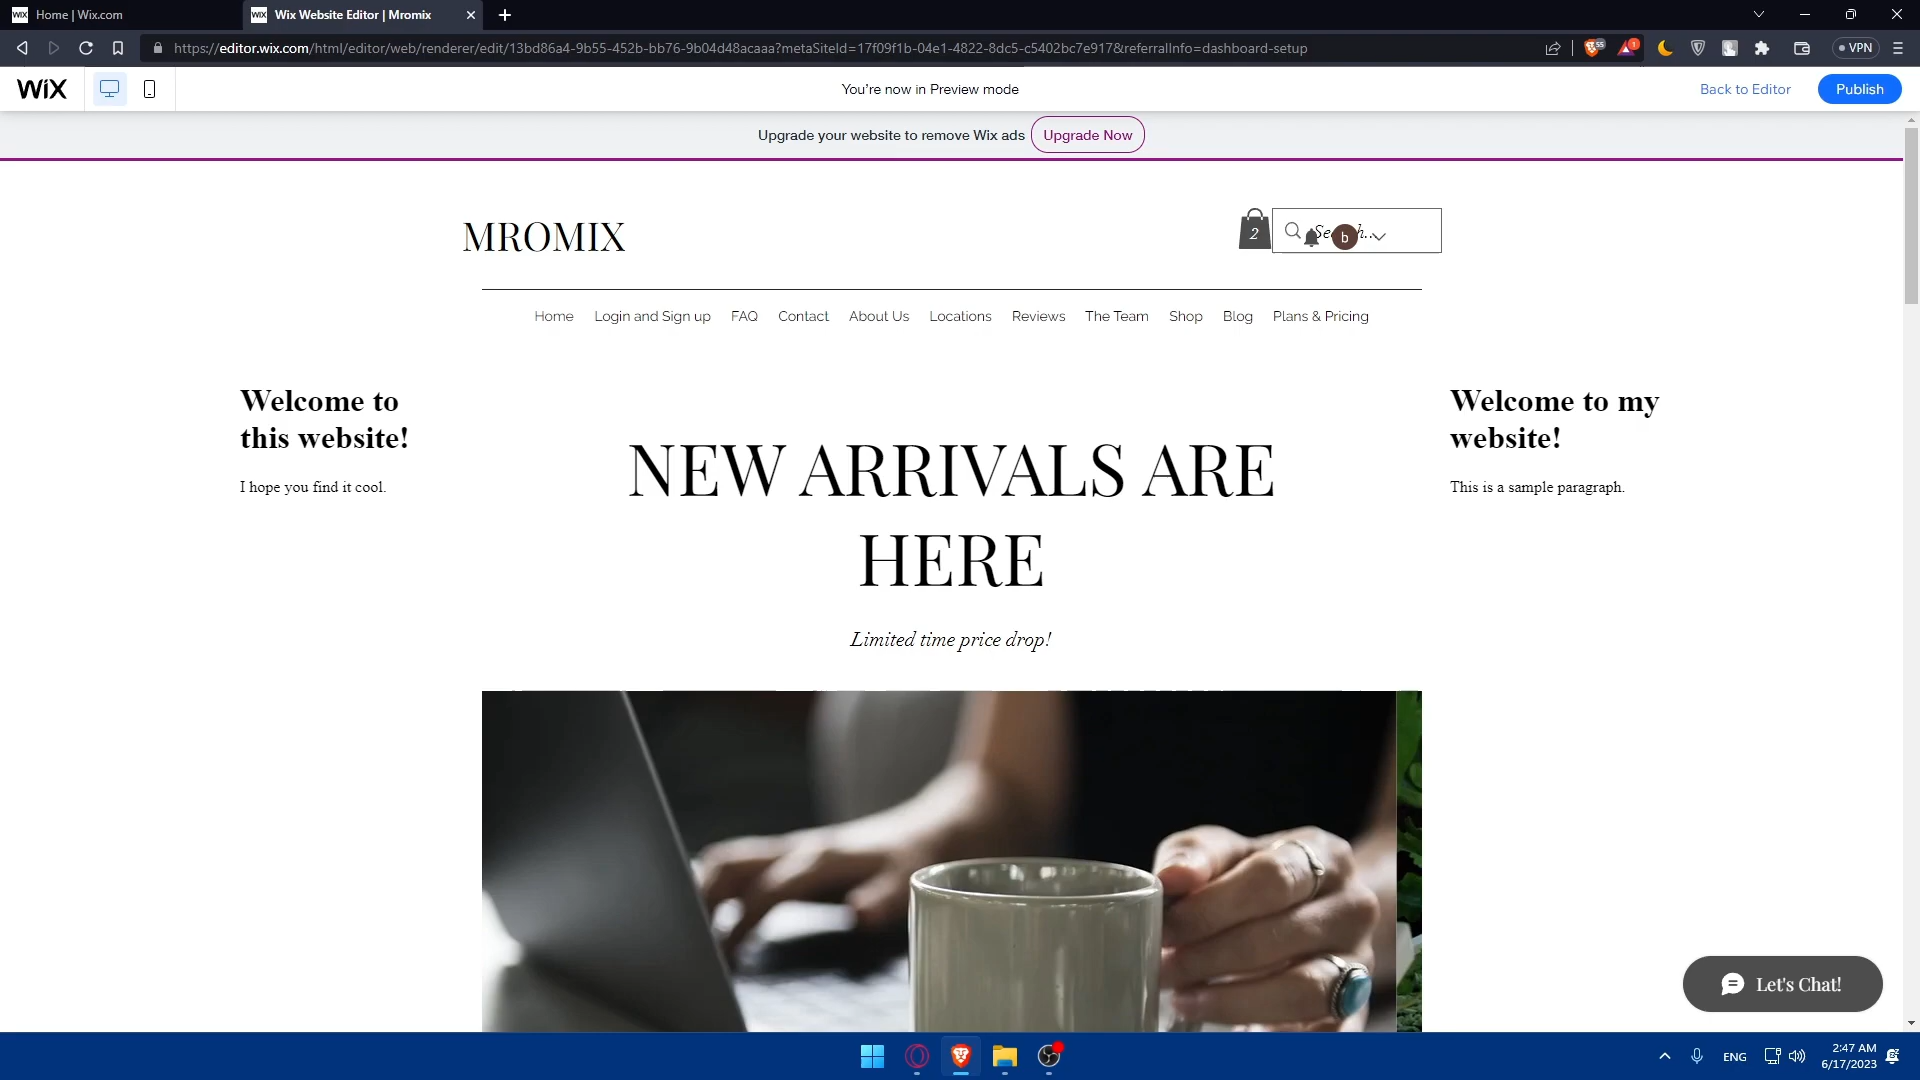 WiX Home | Wix.com
WiX Wix Website Editor | Mromix
https://editor.wix.com/html/editor/web/renderer/edit/13bd86a4-9b55-452b-bb76-9b04d48acaaa?metaSiteId=17f09f1b-04e1-4822-8dc5-c5402bc7e917&referralInfo=dashboard-setup
55
1
VPN
WiX
You're now in Preview mode
Back to Editor
Publish
Upgrade your website to remove Wix ads
Upgrade Now
MROMIX
2
b
Home Login and Sign up FAQ Contact About Us Locations Reviews The Team Shop Blog Plans & Pricing
Welcome to
this website!
I hope you find it cool.
NEW ARRIVALS ARE
HERE
Limited time price drop!
Welcome to my
website!
This is a sample paragraph.
Let's Chat!
ENG
2:47 AM
6/17/2023